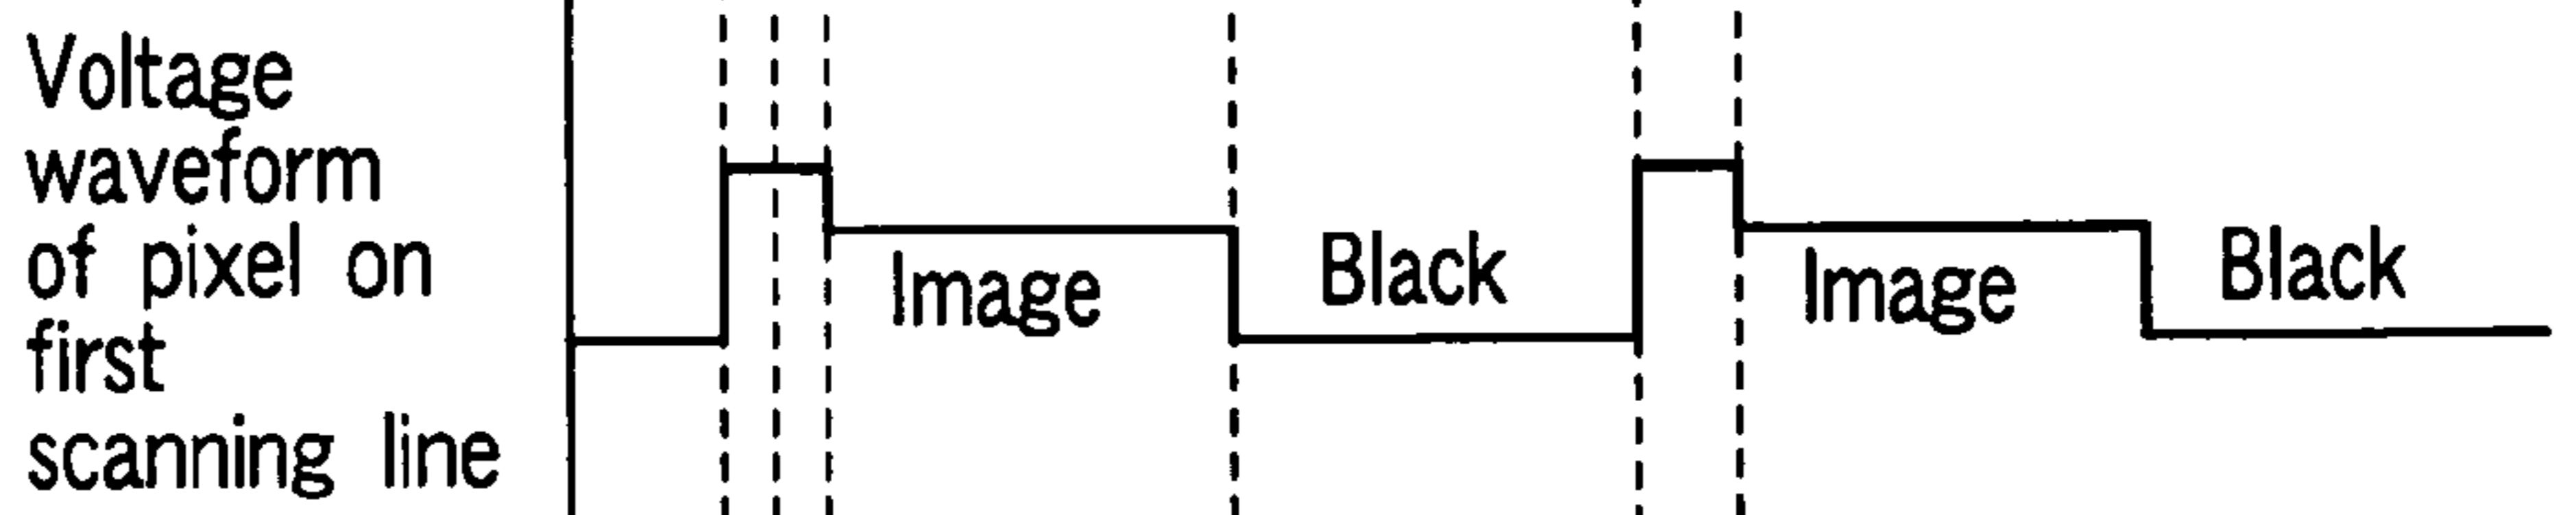 Voltage
waveform
of pixel on
first
scanning line
Image
Black
Image
Black